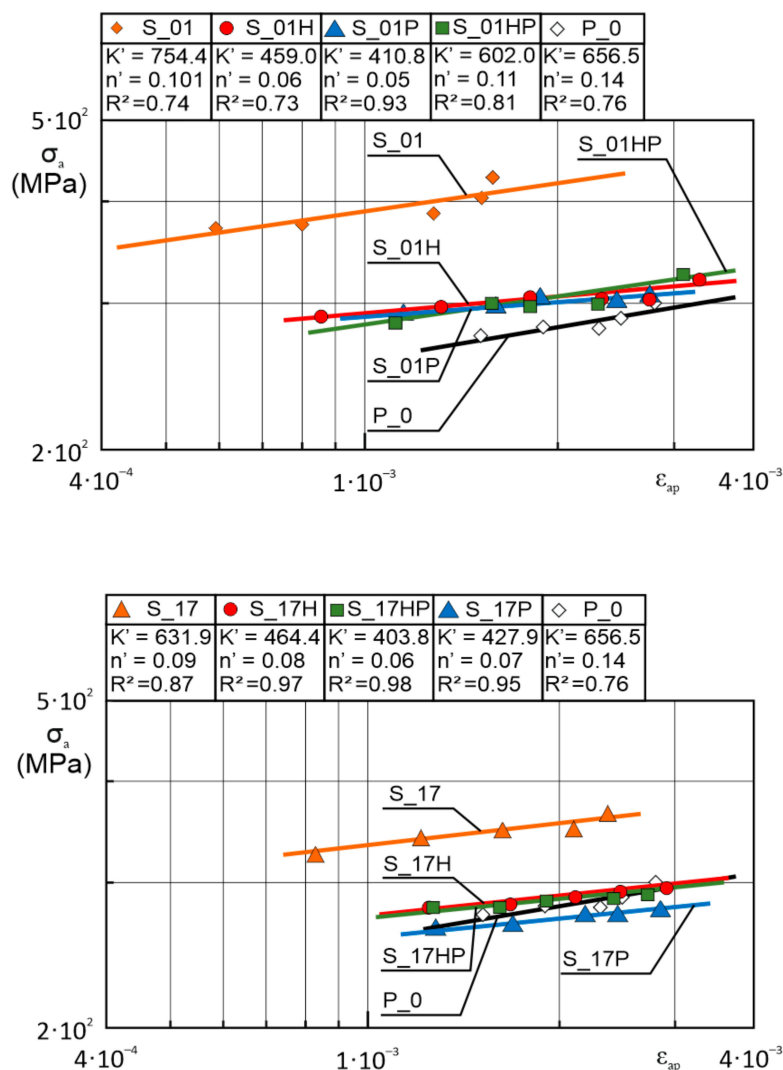 S_01 S_01H S_01P S_01HP P_0
K' = 754.4 K' = 459.0 K' = 410.8 K' = 602.0 K' = 656.5
n' = 0.101 n' = 0.06 n' = 0.05 n' = 0.11 n' = 0.14
R²=0.74 R²=0.73 R²=0.93 R²=0.81 R²=0.76
5·10²
σₐ
(MPa)
S_01
S_01HP
S_01H
S_01P
P_0
2·10²
4·10⁻⁴ 1·10⁻³ εₐₚ 4·10⁻³
S_17 S_17H S_17HP S_17P P_0
K' = 631.9 K' = 464.4 K' = 403.8 K' = 427.9 K' = 656.5
n' = 0.09 n' = 0.08 n' = 0.06 n' = 0.07 n'= 0.14
R²=0.87 R²=0.97 R²=0.98 R²=0.95 R²=0.76
5·10²
σₐ
(MPa)
S_17
S_17H
S_17HP
S_17P
P_0
2·10²
4·10⁻⁴ 1·10⁻³ εₐₚ 4·10⁻³